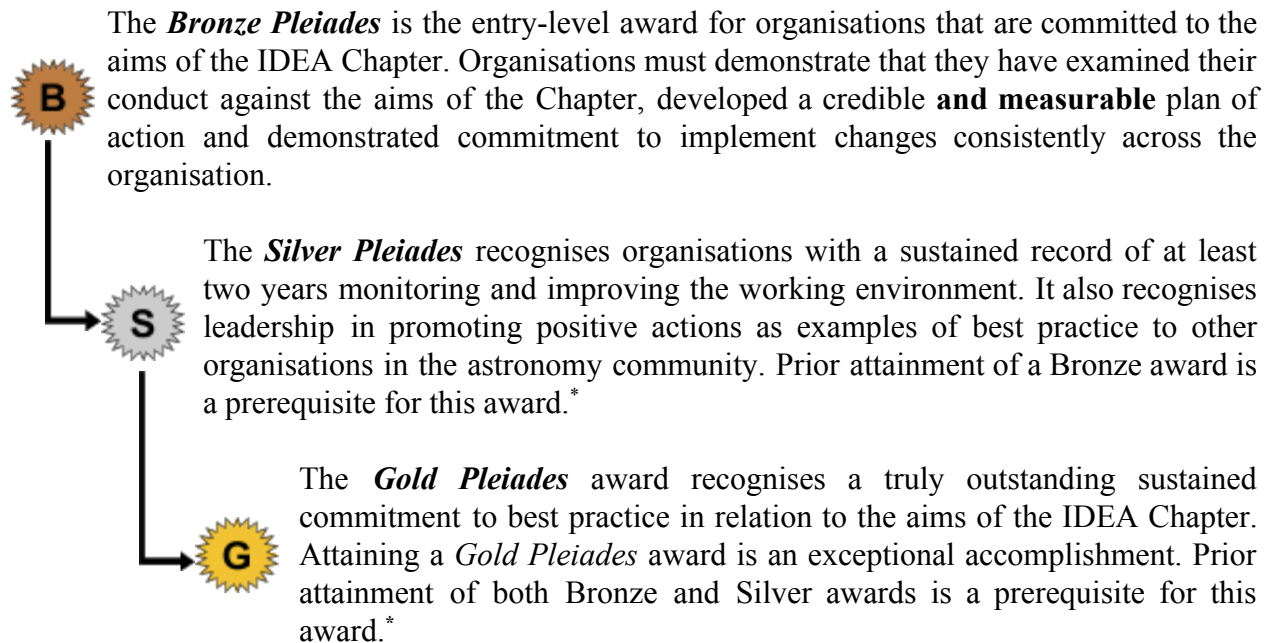 The Bronze Pleiades is the entry-level award for organisations that are committed to the
aims of the IDEA Chapter. Organisations must demonstrate that they have examined their
B
conduct against the aims of the Chapter, developed a credible and measurable plan of
action and demonstrated commitment to implement changes consistently across the
organisation.
The Silver Pleiades recognises organisations with a sustained record of at least
two years monitoring and improving the working environment. It also recognises
S
leadership in promoting positive actions as examples of best practice to other
organisations in the astronomy community. Prior attainment of a Bronze award is
a prerequisite for this award.*
The Gold Pleiades award recognises a truly outstanding sustained
commitment to best practice in relation to the aims of the IDEA Chapter.
G
Attaining a Gold Pleiades award is an exceptional accomplishment. Prior
attainment of both Bronze and Silver awards is a prerequisite for this
award.*